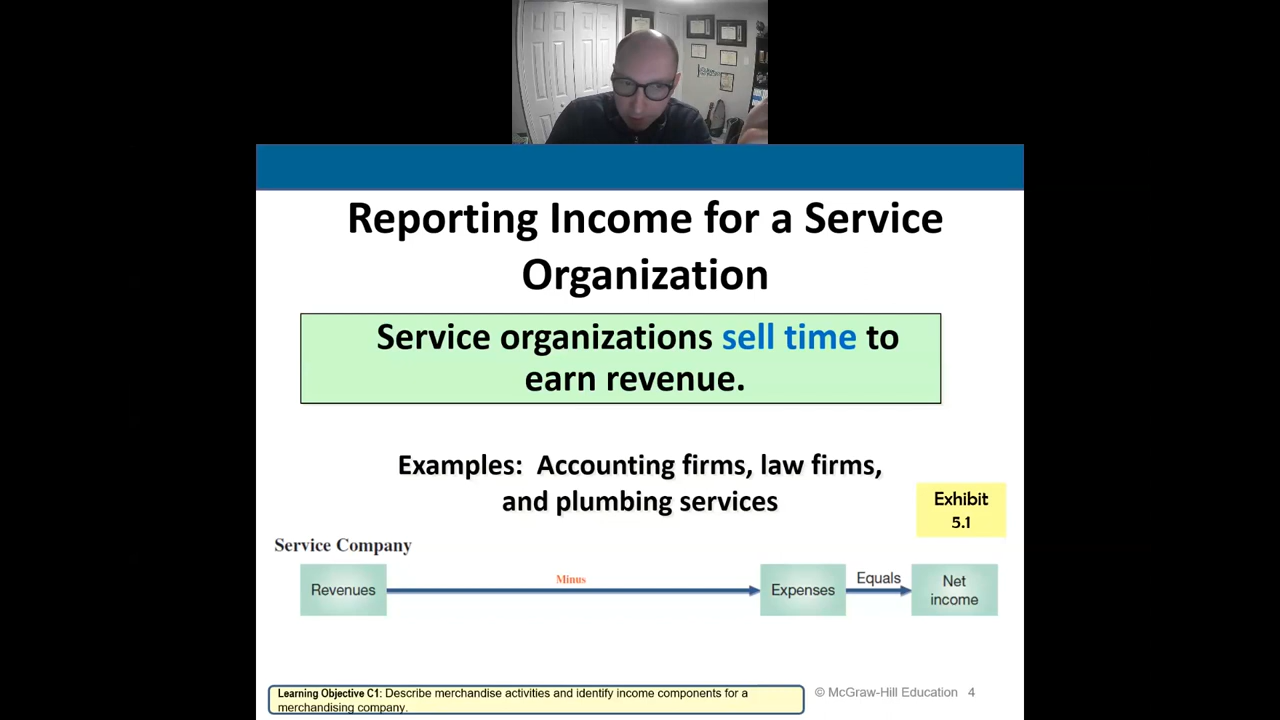 Reporting Income for a Service
Organization
Service organizations sell time to
earn revenue.
Examples: Accounting firms, law firms,
and plumbing services
Exhibit
5.1
Service Company
Revenues
Minus
Expenses
Equals
Net
income
Learning Objective C1: Describe merchandise activities and identify income components for a
merchandising company.
© McGraw-Hill Education 4